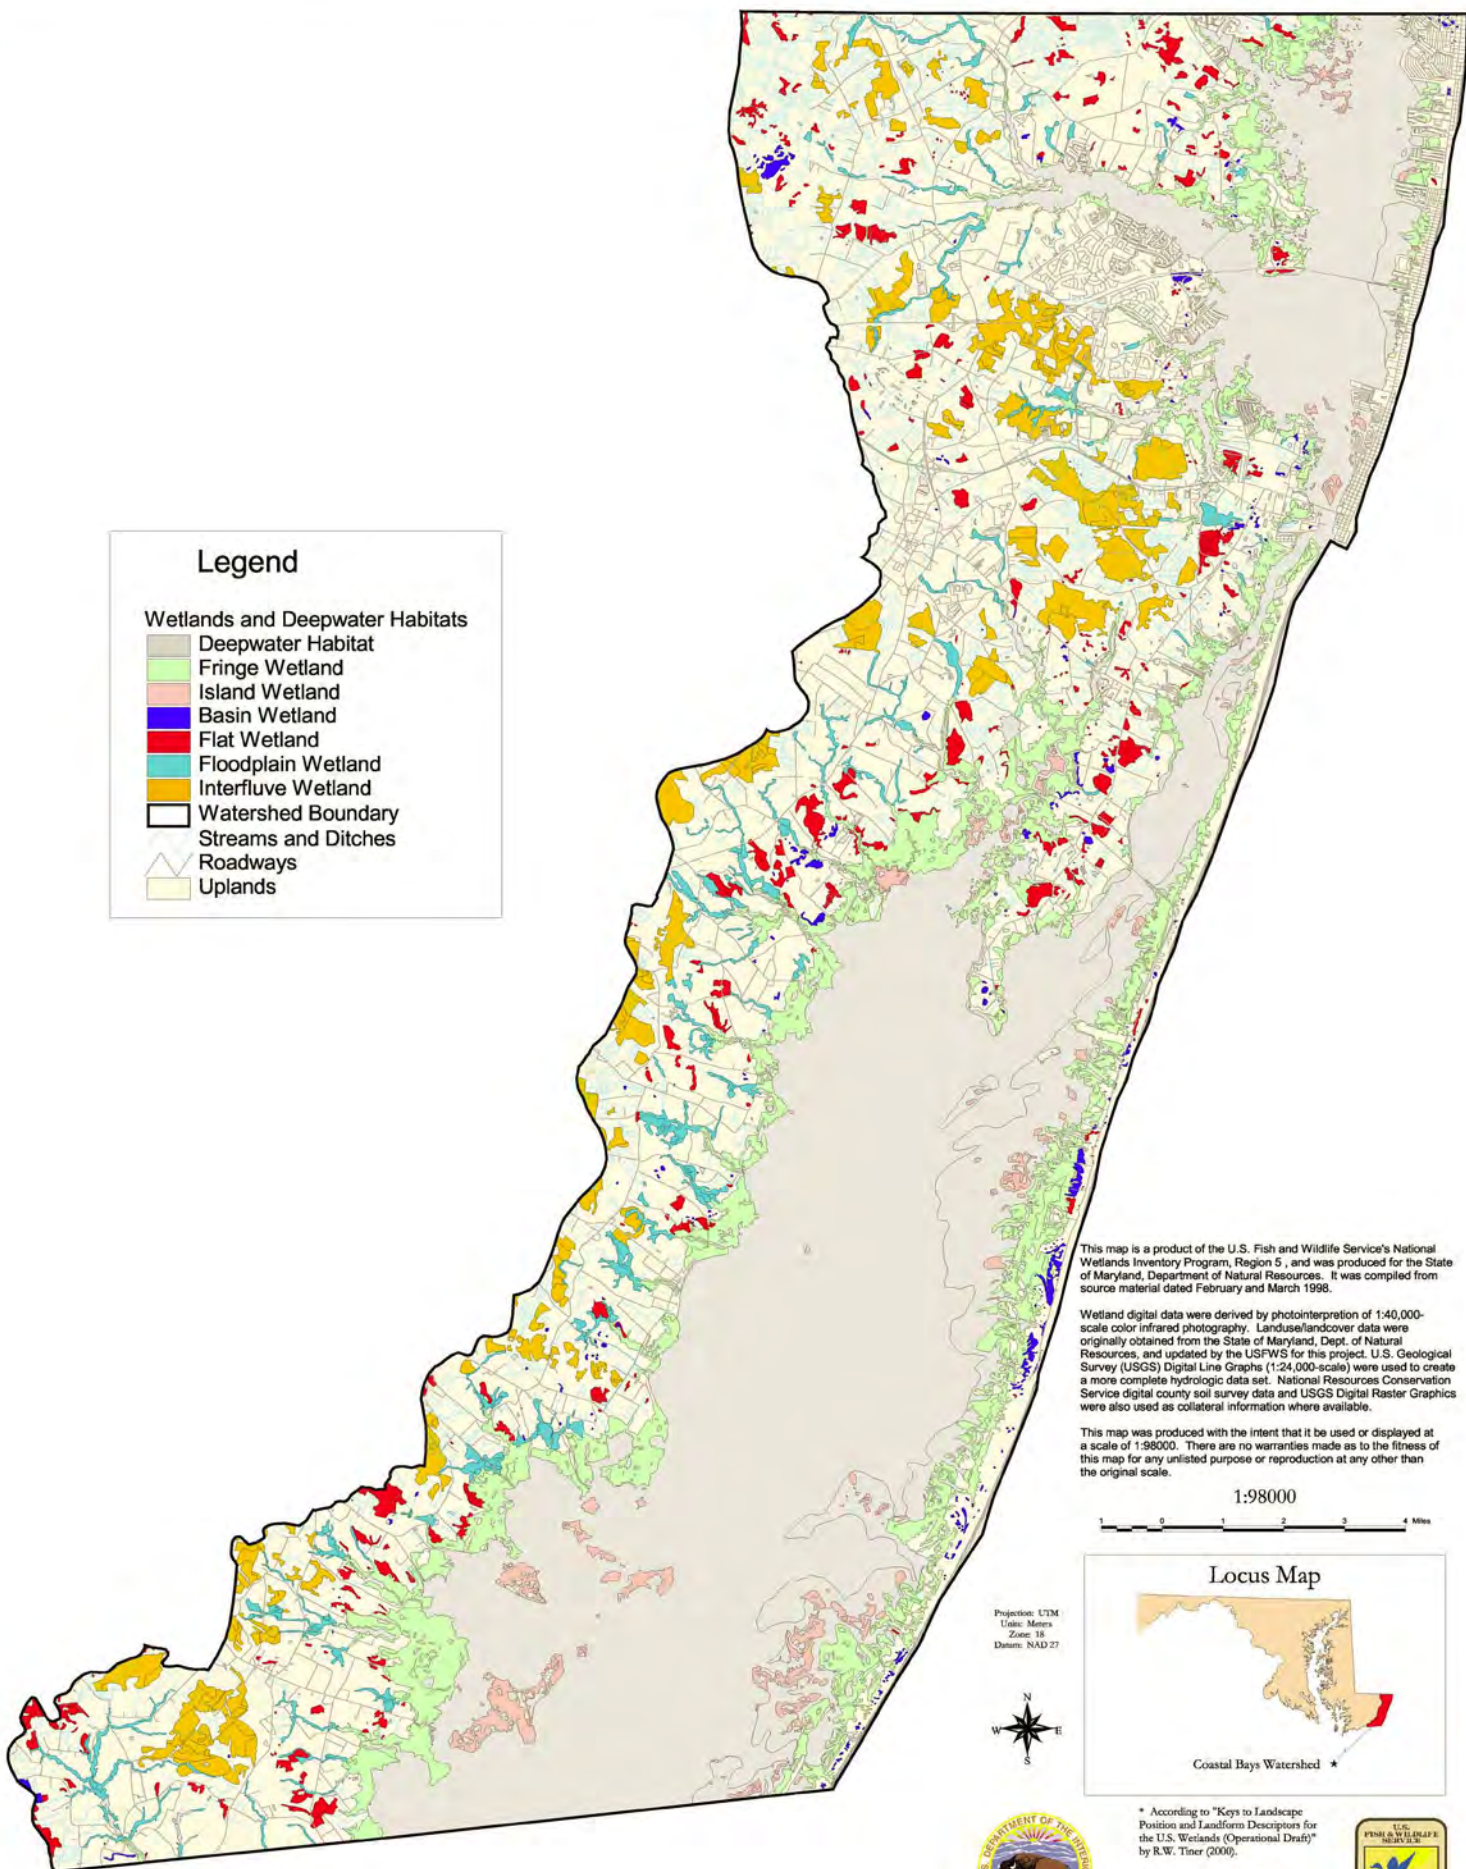 Legend
Wetlands and Deepwater Habitats
Deepwater Habitat
Fringe Wetland
Island Wetland
Basin Wetland
Flat Wetland
Floodplain Wetland
Interfluve Wetland
Watershed Boundary
Streams and Ditches
Roadways
Uplands
This map is a product of the U.S. Fish and Wildlife Service's National
Wetlands Inventory Program, Region 5 , and was produced for the State
of Maryland, Department of Natural Resources. It was compiled from
source material dated February and March 1998.
Wetland digital data were derived by photointerpretion of 1:40,000-
scale color infrared photography. Landuse/landcover data were
originally obtained from the State of Maryland, Dept. of Natural
Resources, and updated by the USFWS for this project. U.S. Geological
Survey (USGS) Digital Line Graphs (1:24,000-scale) were used to create
a more complete hydrologic data set. National Resources Conservation
Service digital county soil survey data and USGS Digital Raster Graphics
were also used as collateral information where available.
This map was produced with the intent that it be used or displayed at
a scale of 1:98000. There are no warranties made as to the fitness of
this map for any unlisted purpose or reproduction at any other than
the original scale.
1:98000
1 0 1 2 3 4 Miles
Locus Map
Coastal Bays Watershed ★
Projection: UTM
Units: Meters
Zone: 18
Datum: NAD 27
N
W E
S
* According to "Keys to Landscape
Position and Landform Descriptors for
the U.S. Wetlands (Operational Draft)"
by R.W. Tiner (2000).
DEPARTMENT OF THE INTERIOR
U.S.
FISH & WILDLIFE
SERVICE